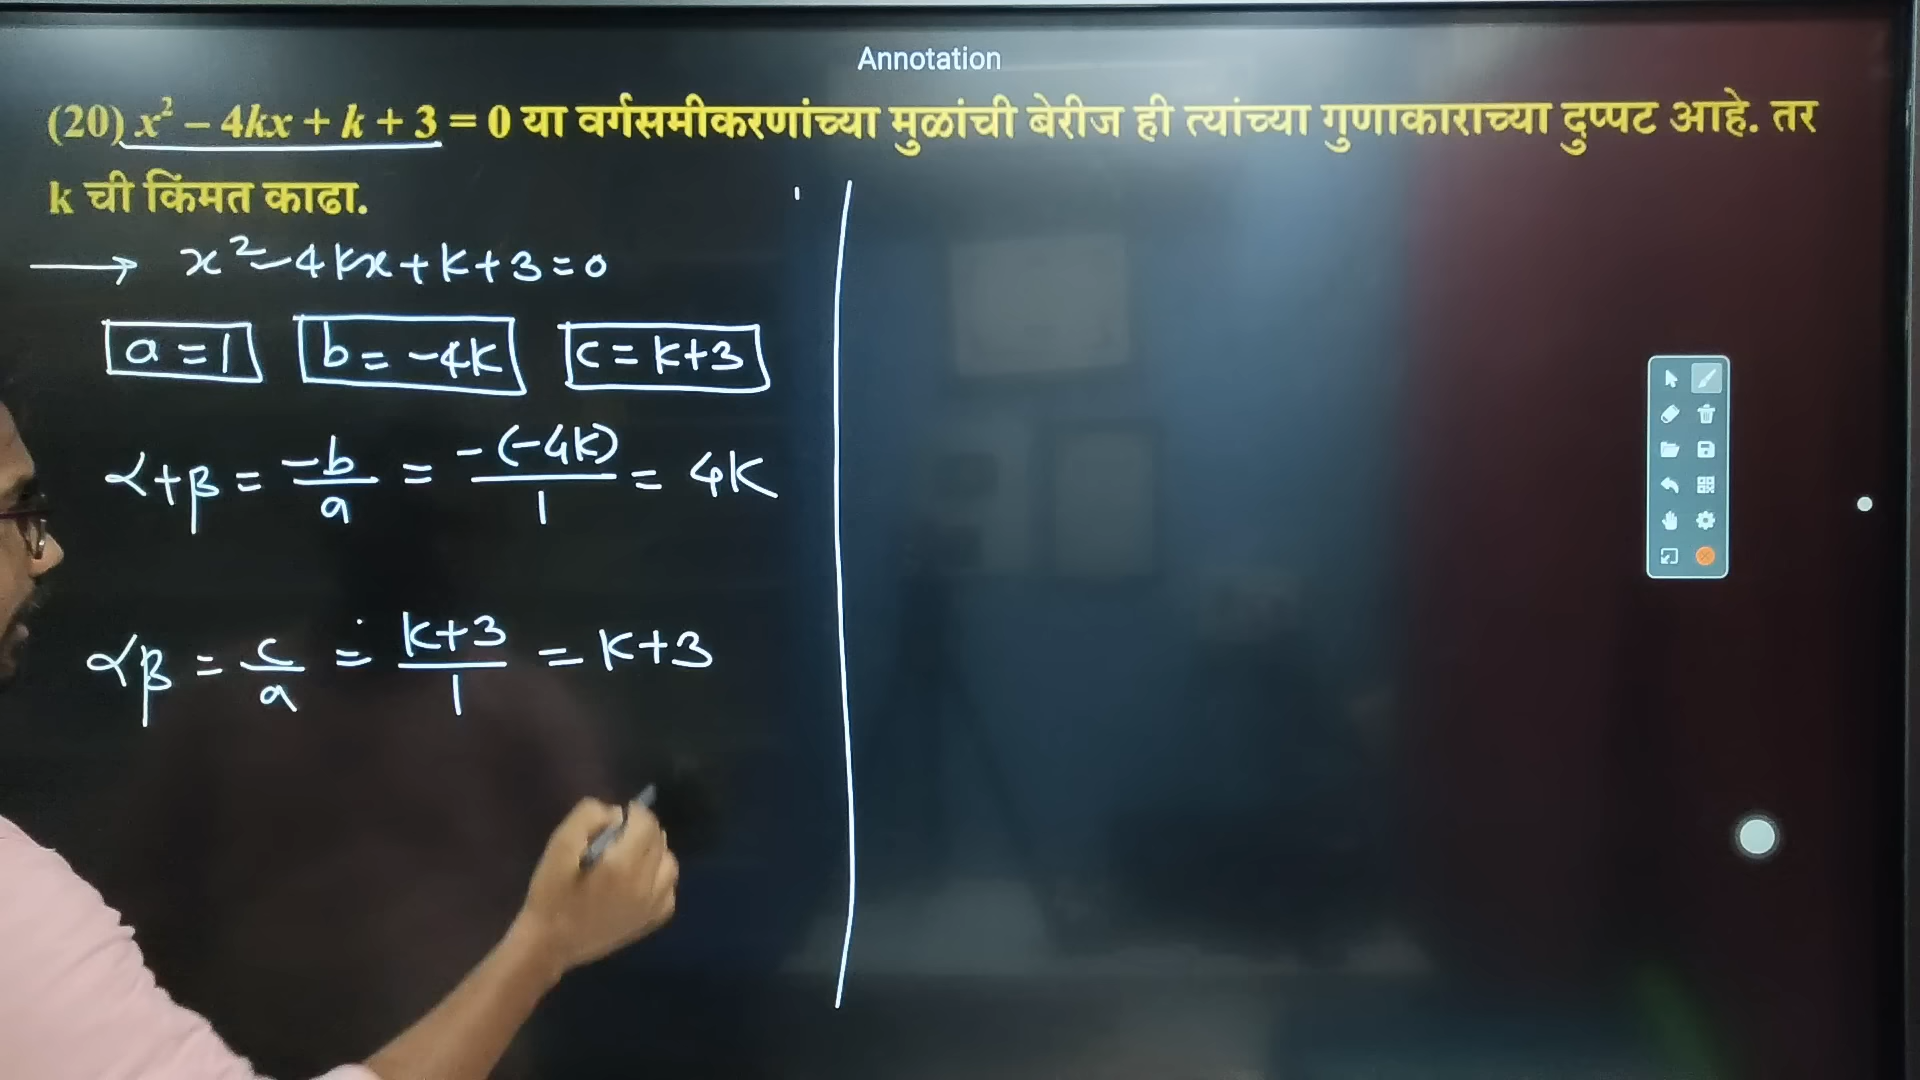 Annotation
(20) x² – 4kx + k + 3 = 0 या वर्गसमीकरणांच्या मुळांची बेरीज ही त्यांच्या गुणाकाराच्या दुप्पट आहे. तर
k ची किंमत काढा.
→ x² - 4kx + k + 3 = 0
a = 1 b = -4k c = k+3
α+β = -b/a = -(-4k)/1 = 4k
αβ = c/a = k+3/1 = k+3